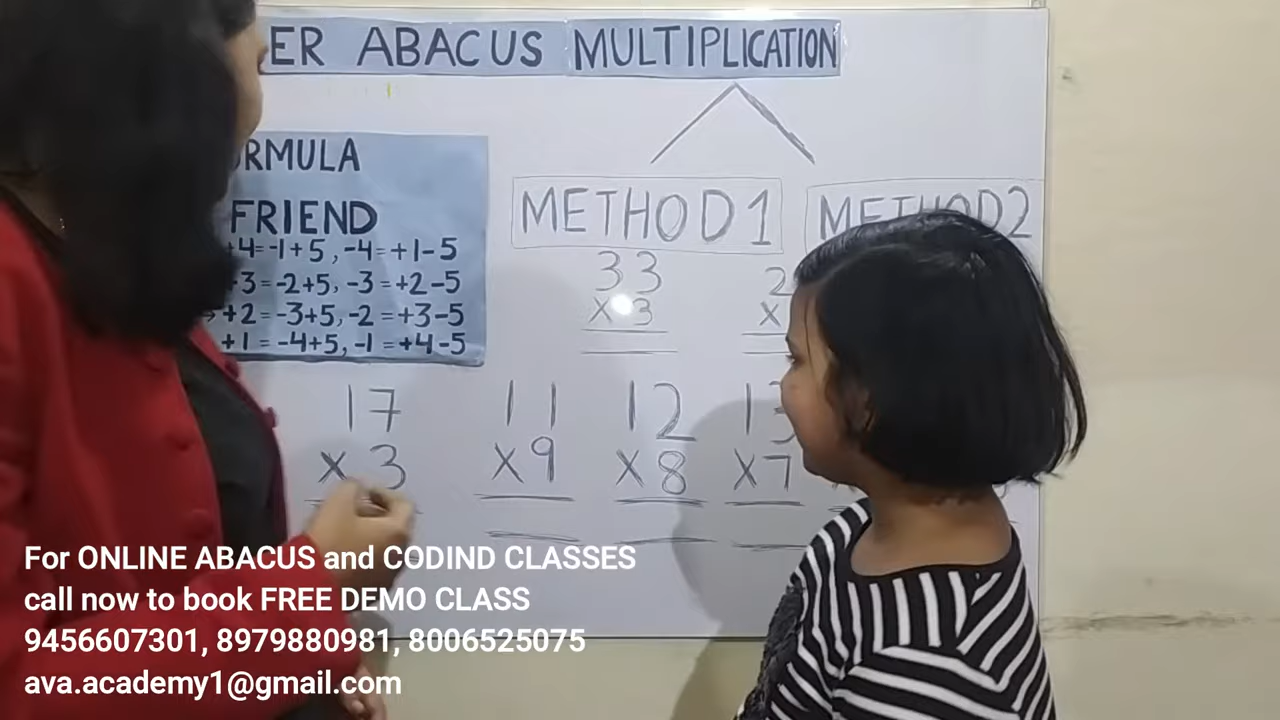 ER ABACUS MULTIPLICATION
ORMULA
FRIEND
+4=-1+5, -4=+1-5
+3=-2+5, -3=+2-5
→+2=-3+5, -2=+3-5
+1=-4+5, -1=+4-5
METHOD1
METHOD2
33
×3
2
×
17
×3
11
×9
12
×8
13
×7
For ONLINE ABACUS and CODIND CLASSES
call now to book FREE DEMO CLASS
9456607301, 8979880981, 8006525075
ava.academy1@gmail.com